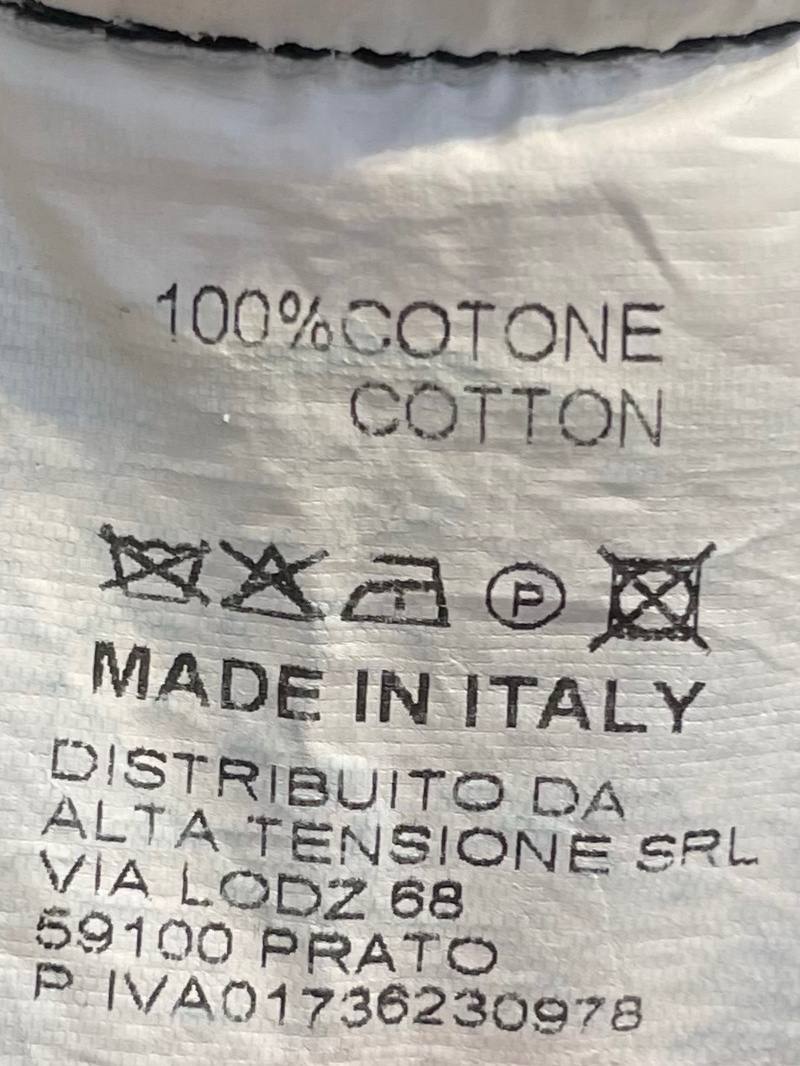 100%COTONE
COTTON
P
MADE IN ITALY
DISTRIBUITO DA
ALTA TENSIONE SRL
VIA LODZ 68
59100 PRATO
P. IVA01736230978